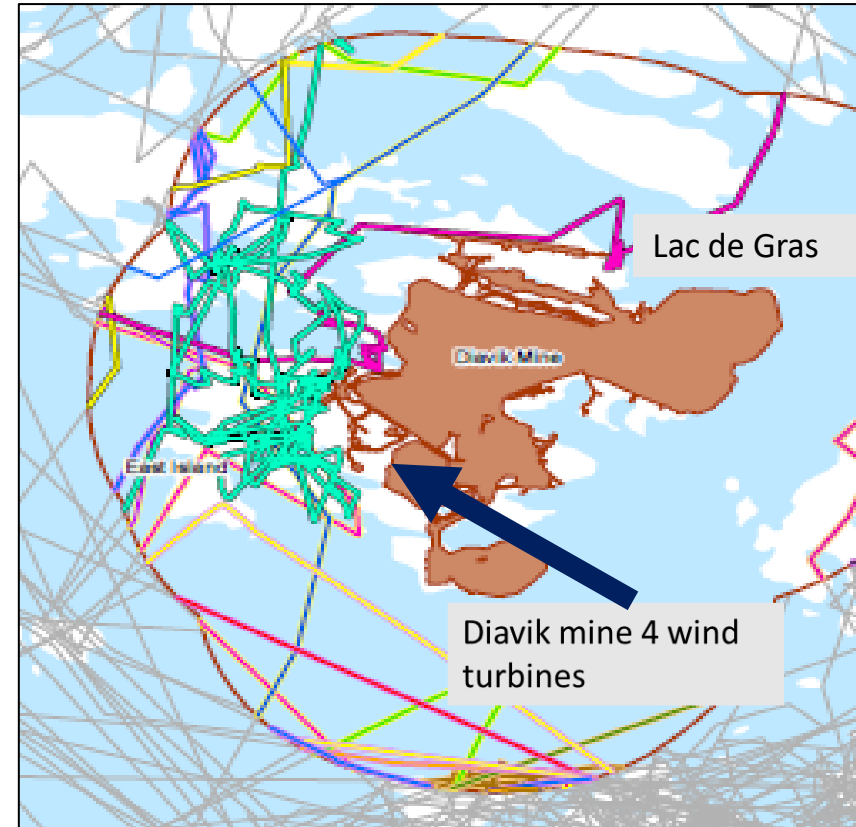 Lac de Gras
Diavik Mine
East Island
Diavik mine 4 wind
turbines